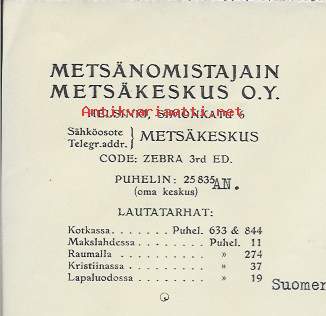 METSÄNOMISTAJAIN
METSÄKESKUS O.Y.
Antikvariaatti.net
HELSINKI, SIMONKATU 6
Sähköosote
Telegr.addr. } METSÄKESKUS
CODE: ZEBRA 3rd ED.
PUHELIN: 25 835 AN.
(oma keskus)
LAUTATARHAT:
Kotkassa . . . . . . . Puhel. 633 & 844
Makslahdessa . . . . . Puhel. 11
Raumalla . . . . . . . . » 274
Kristiinassa . . . . . . . » 37
Lapaluodossa . . . . . . » 19
Suomen